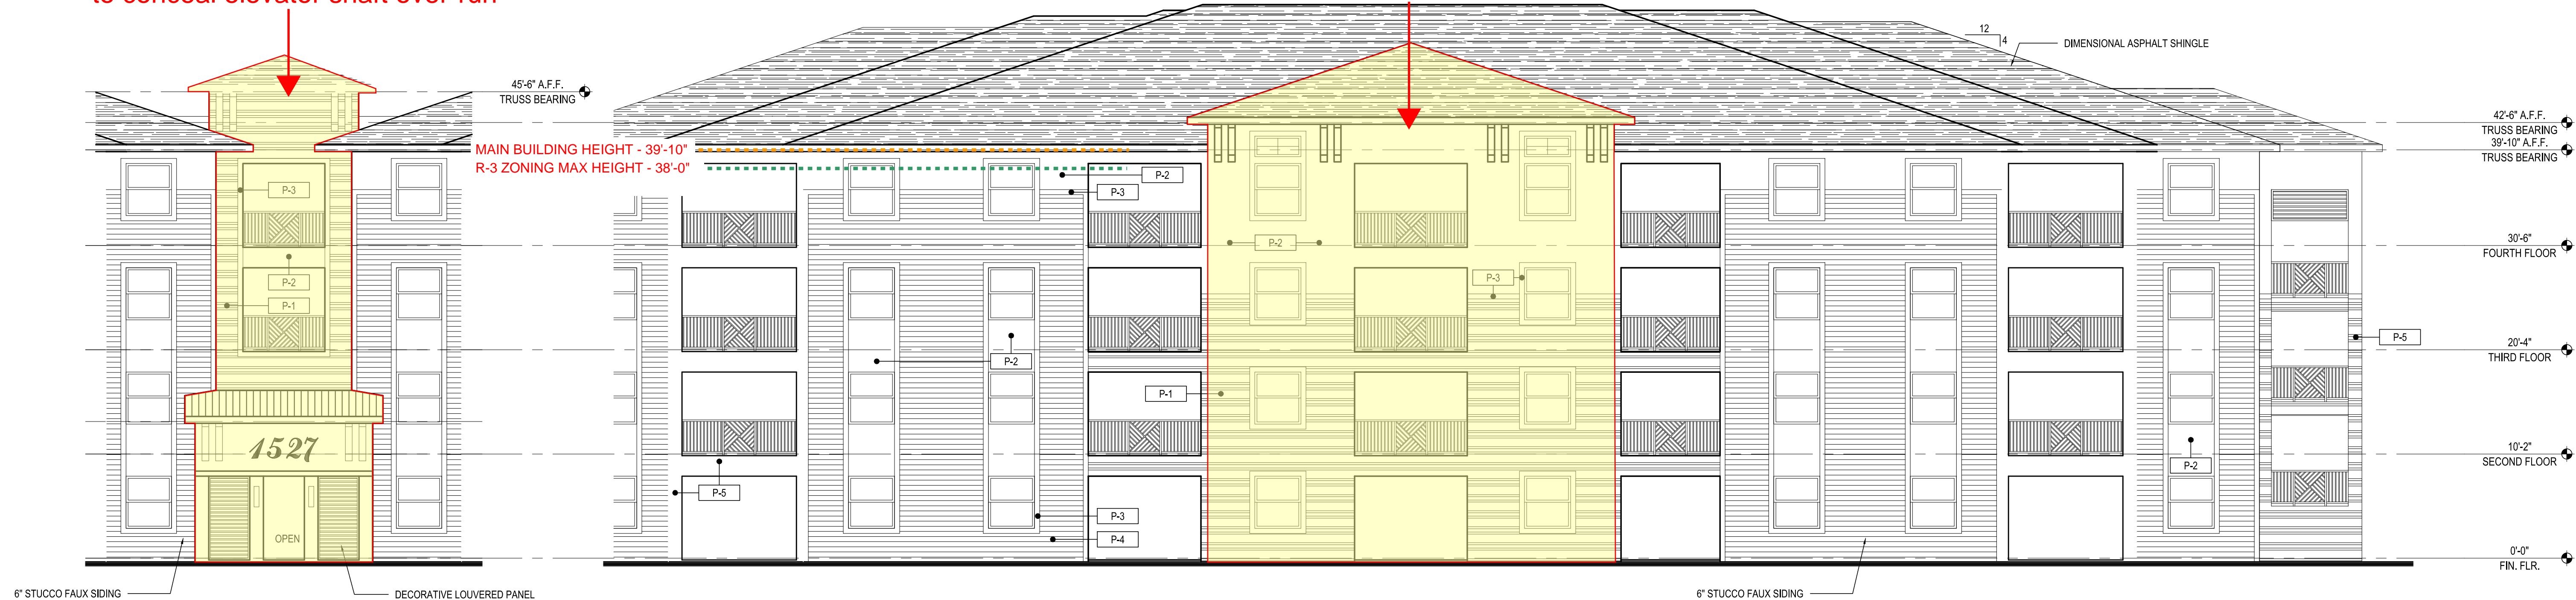 to conceal elevator shaft over run
12
4
DIMENSIONAL ASPHALT SHINGLE
45'-6" A.F.F.
TRUSS BEARING
42'-6" A.F.F.
TRUSS BEARING
39'-10" A.F.F.
TRUSS BEARING
MAIN BUILDING HEIGHT - 39'-10"
R-3 ZONING MAX HEIGHT - 38'-0"
P-2
P-3
P-3
P-2
30'-6"
FOURTH FLOOR
P-2
P-3
P-1
P-5
P-2
20'-4"
THIRD FLOOR
P-1
1527
10'-2"
SECOND FLOOR
P-2
P-5
P-3
OPEN
P-4
0'-0"
FIN. FLR.
6" STUCCO FAUX SIDING
DECORATIVE LOUVERED PANEL
6" STUCCO FAUX SIDING